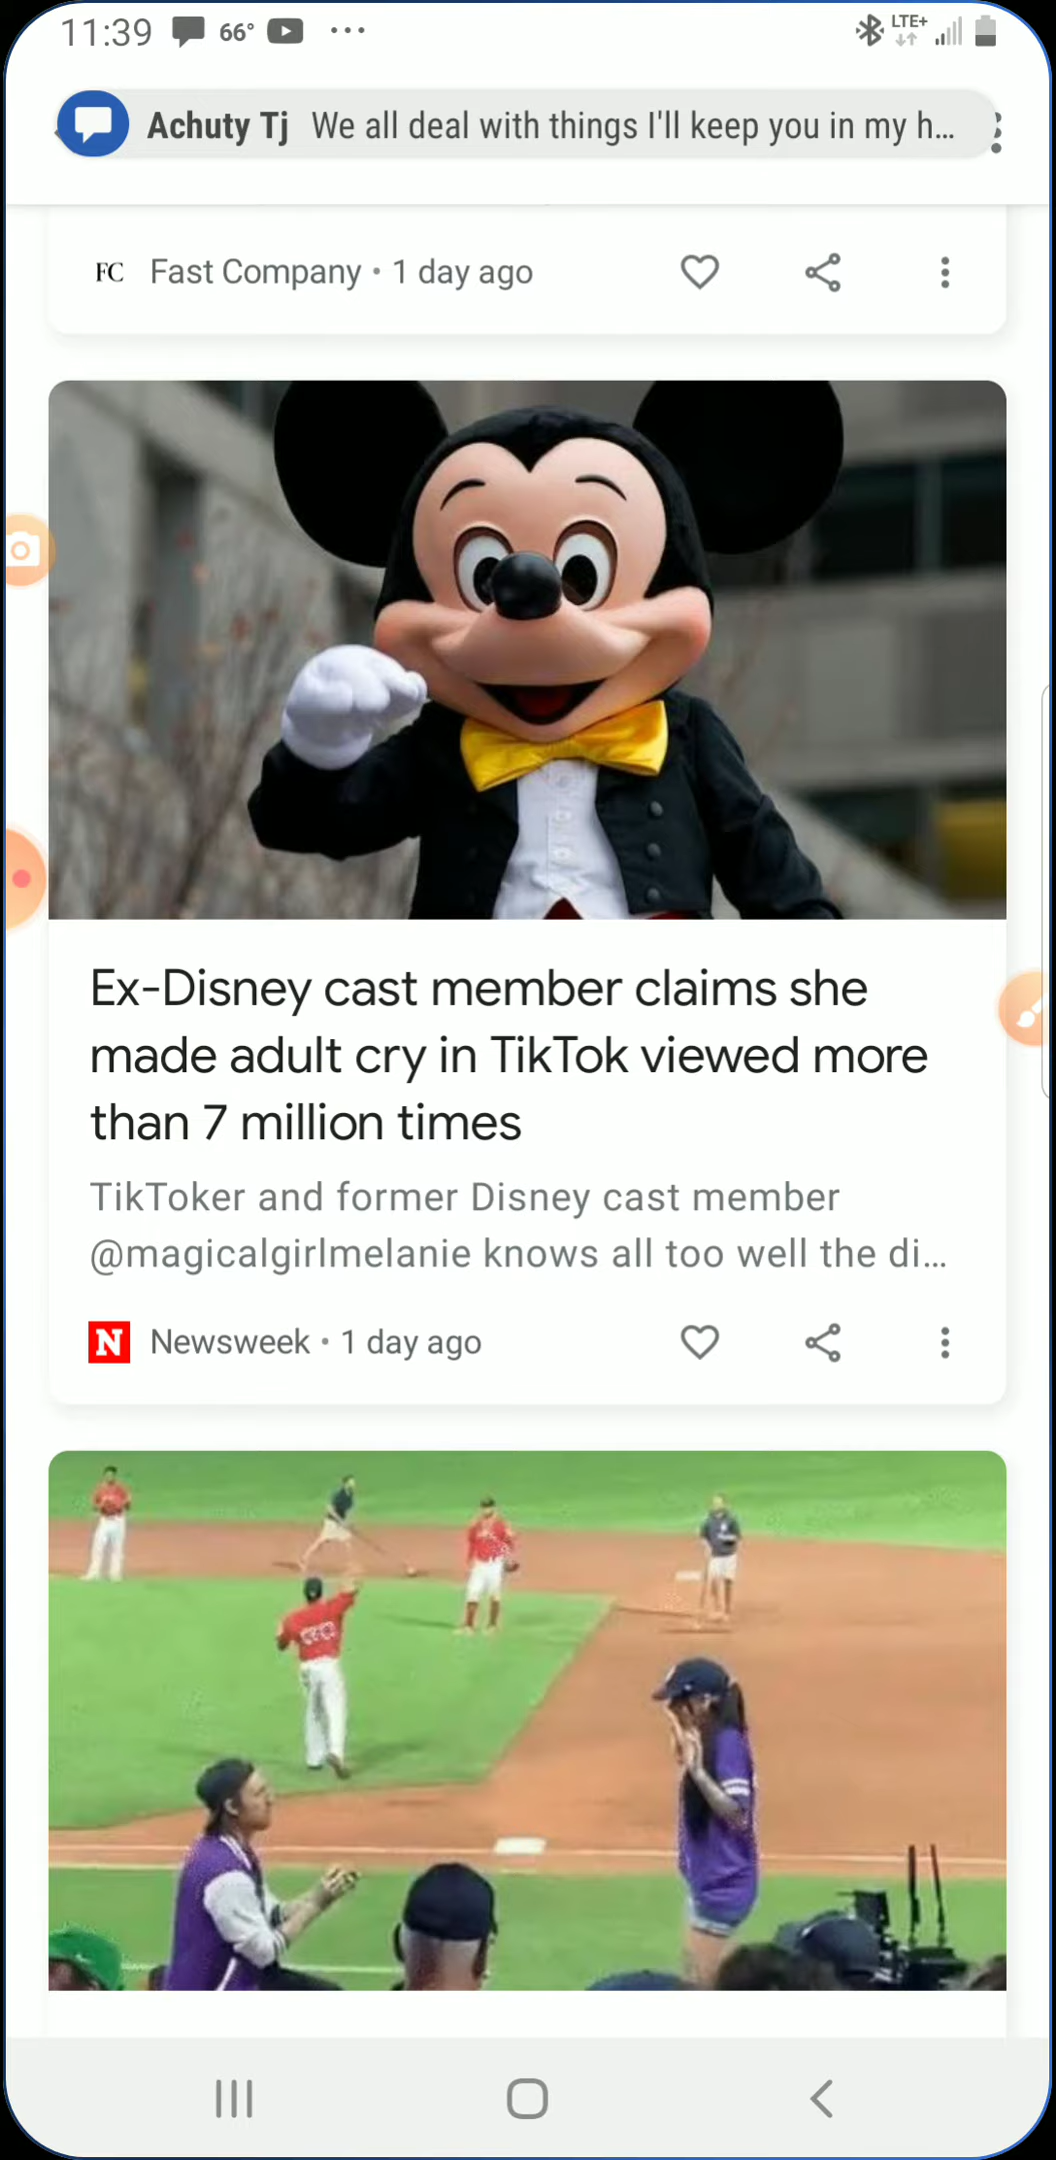 11:39 66°
Achuty Tj We all deal with things I'll keep you in my h...
FC Fast Company • 1 day ago
Ex-Disney cast member claims she
made adult cry in TikTok viewed more
than 7 million times
TikToker and former Disney cast member
@magicalgirlmelanie knows all too well the di...
N Newsweek • 1 day ago